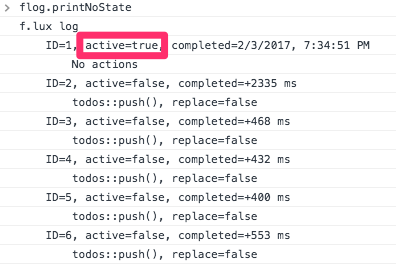 > flog.printNoState
f.lux log
ID=1, active=true, completed=2/3/2017, 7:34:51 PM
No actions
ID=2, active=false, completed=+2335 ms
todos::push(), replace=false
ID=3, active=false, completed=+468 ms
todos::push(), replace=false
ID=4, active=false, completed=+432 ms
todos::push(), replace=false
ID=5, active=false, completed=+400 ms
todos::push(), replace=false
ID=6, active=false, completed=+553 ms
todos::push(), replace=false